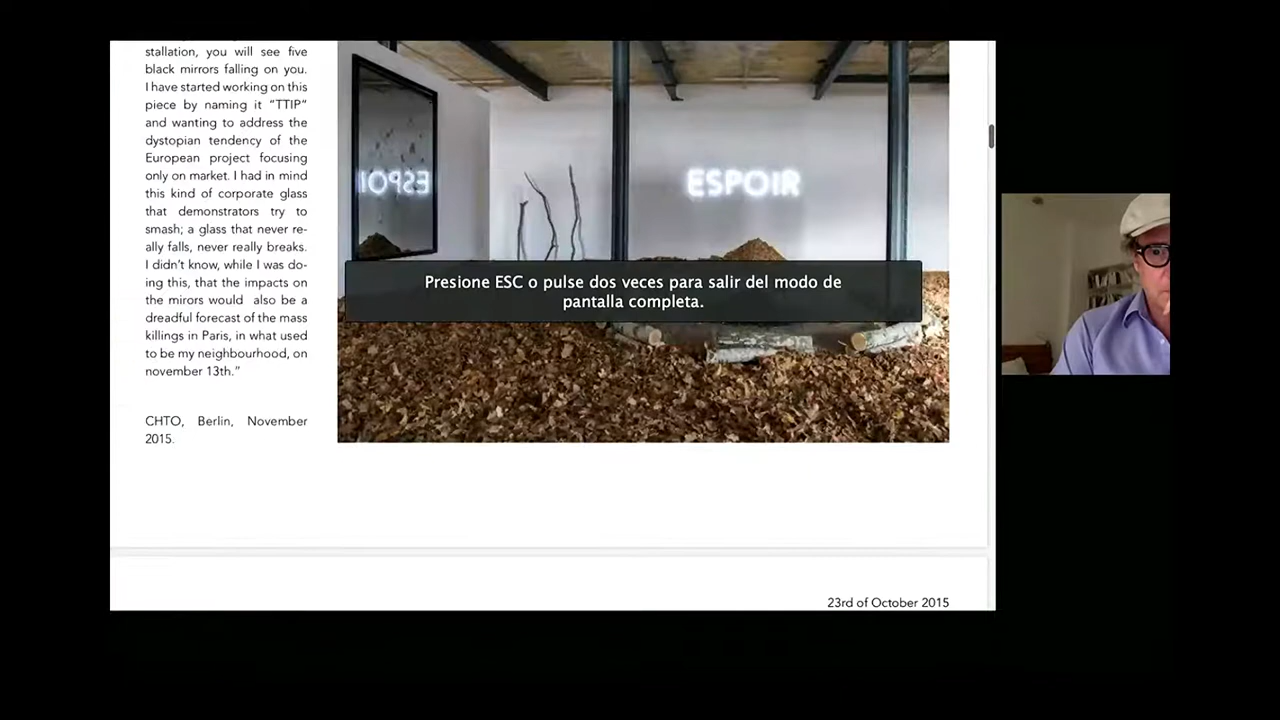 stallation, you will see five
black mirrors falling on you.
I have started working on this
piece by naming it “TTIP”
and wanting to address the
dystopian tendency of the
European project focusing
only on market. I had in mind
this kind of corporate glass
that demonstrators try to
smash; a glass that never re-
ally falls, never really breaks.
I didn’t know, while I was do-
ing this, that the impacts on
the mirors would also be a
dreadful forecast of the mass
killings in Paris, in what used
to be my neighbourhood, on
november 13th.”
CHTO, Berlin, November
2015.
ESPOIR
ESPOI
Presione ESC o pulse dos veces para salir del modo de
pantalla completa.
23rd of October 2015